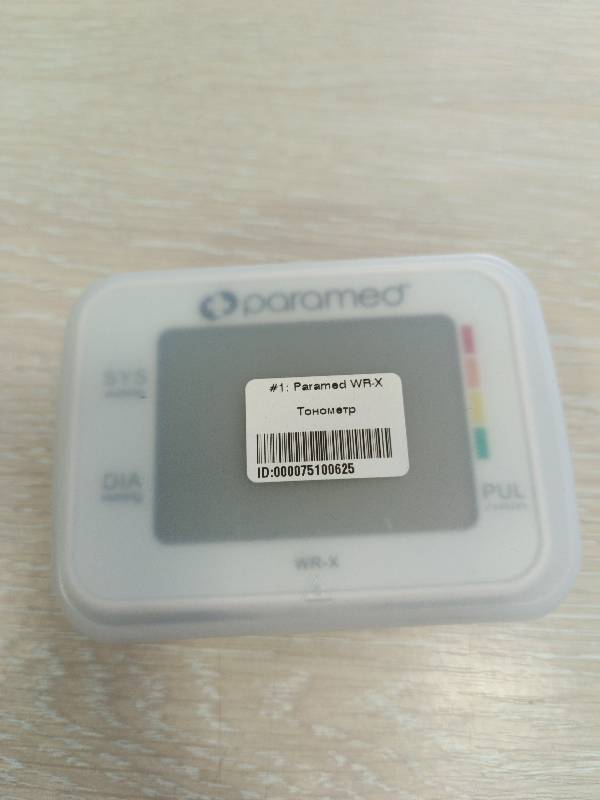 paramed
SYS
#1: Paramed WR-X
Тонометр
ID:000075100625
DIA
PUL
WR-X